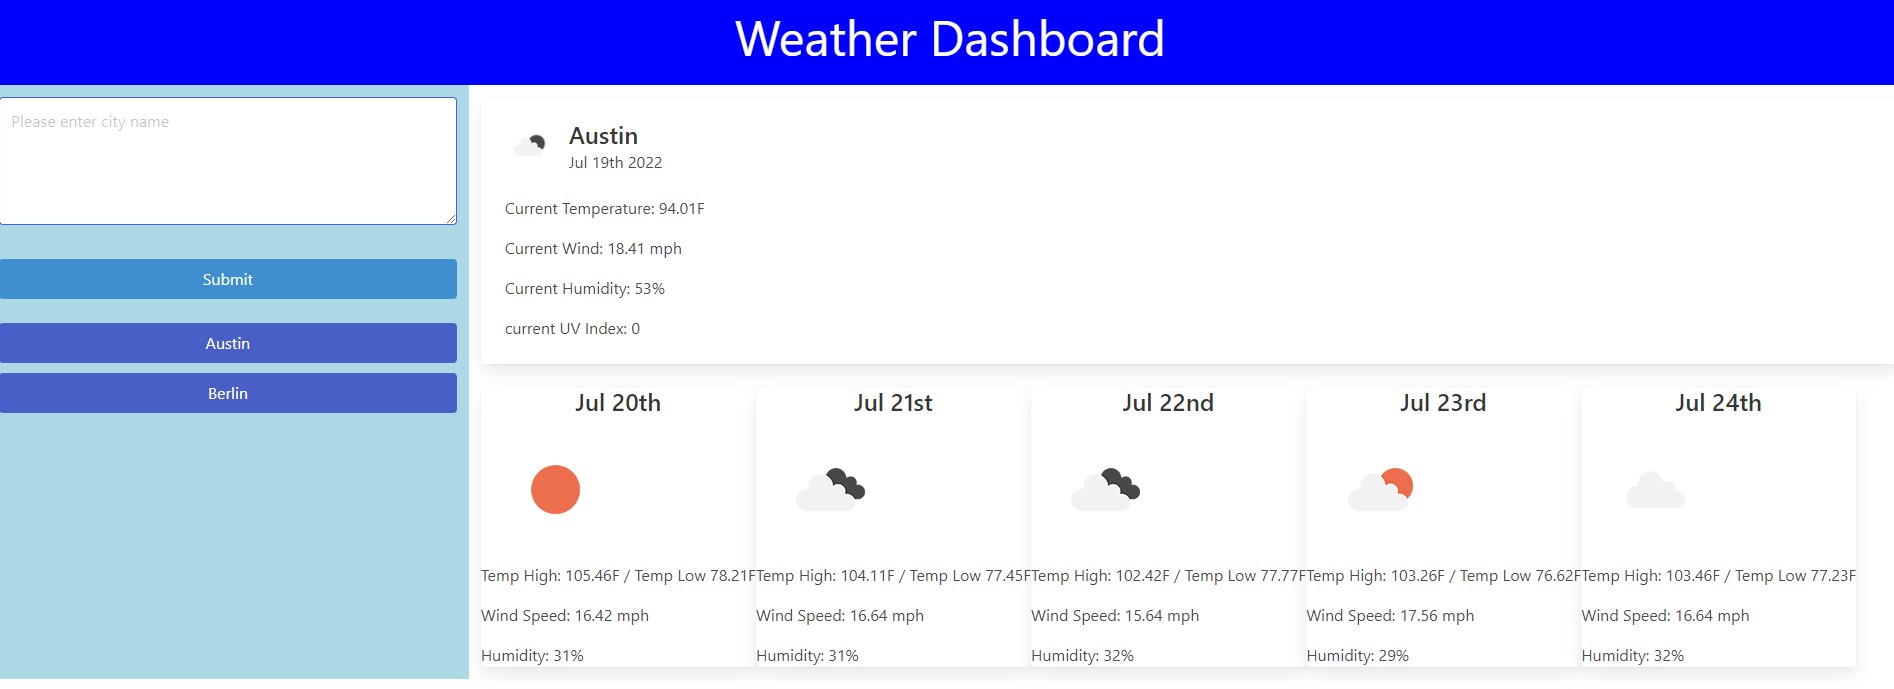 Weather Dashboard
Please enter city name
Submit
Austin
Berlin
Austin
Jul 19th 2022
Current Temperature: 94.01F
Current Wind: 18.41 mph
Current Humidity: 53%
current UV Index: 0
Jul 20th
Temp High: 105.46F / Temp Low 78.21F
Wind Speed: 16.42 mph
Humidity: 31%
Jul 21st
Temp High: 104.11F / Temp Low 77.45F
Wind Speed: 16.64 mph
Humidity: 31%
Jul 22nd
Temp High: 102.42F / Temp Low 77.77F
Wind Speed: 15.64 mph
Humidity: 32%
Jul 23rd
Temp High: 103.26F / Temp Low 76.62F
Wind Speed: 17.56 mph
Humidity: 29%
Jul 24th
Temp High: 103.46F / Temp Low 77.23F
Wind Speed: 16.64 mph
Humidity: 32%